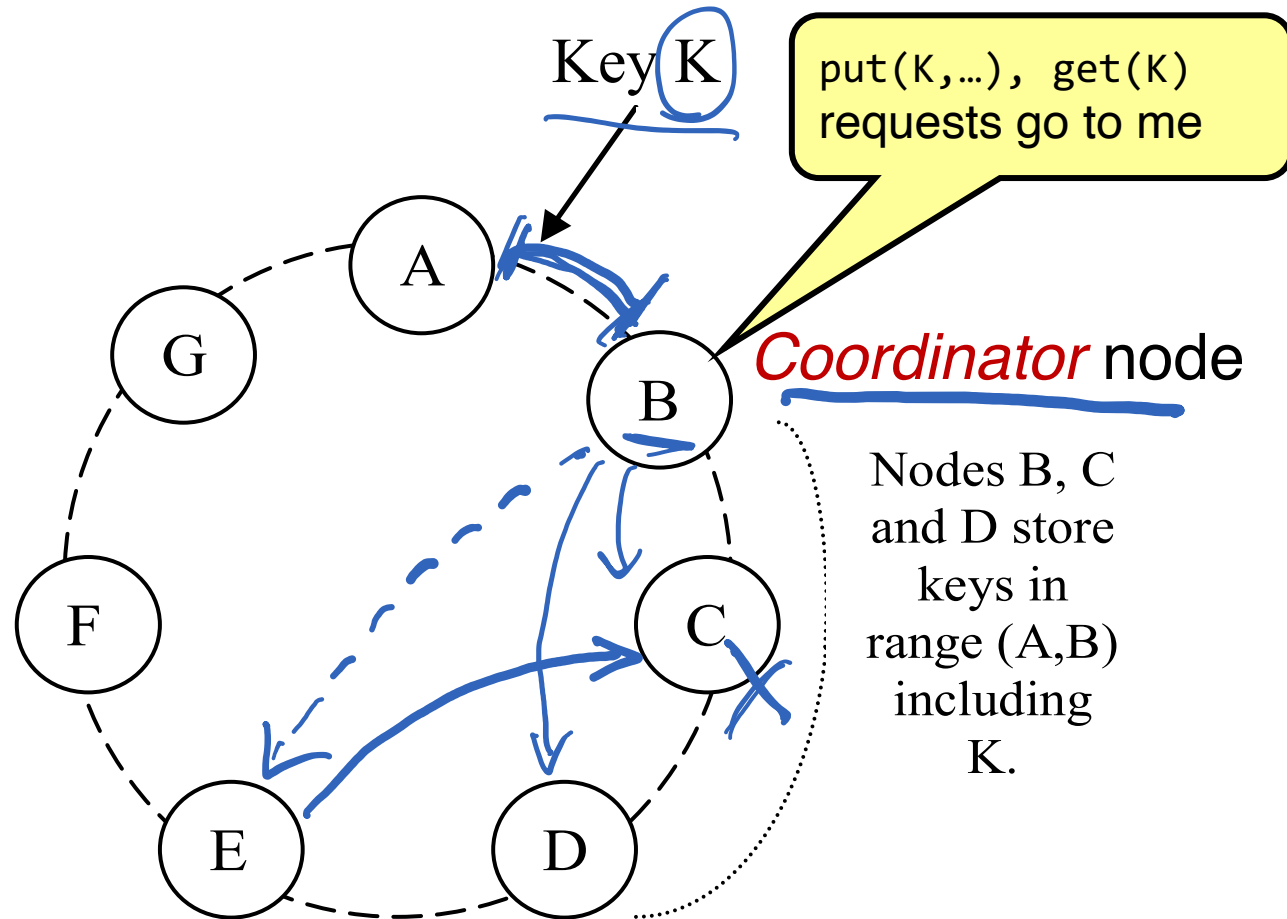 Key K
put(K,…), get(K)
requests go to me
A
G
B
Coordinator node
Nodes B, C
and D store
keys in
range (A,B)
including
K.
F
C
E
D